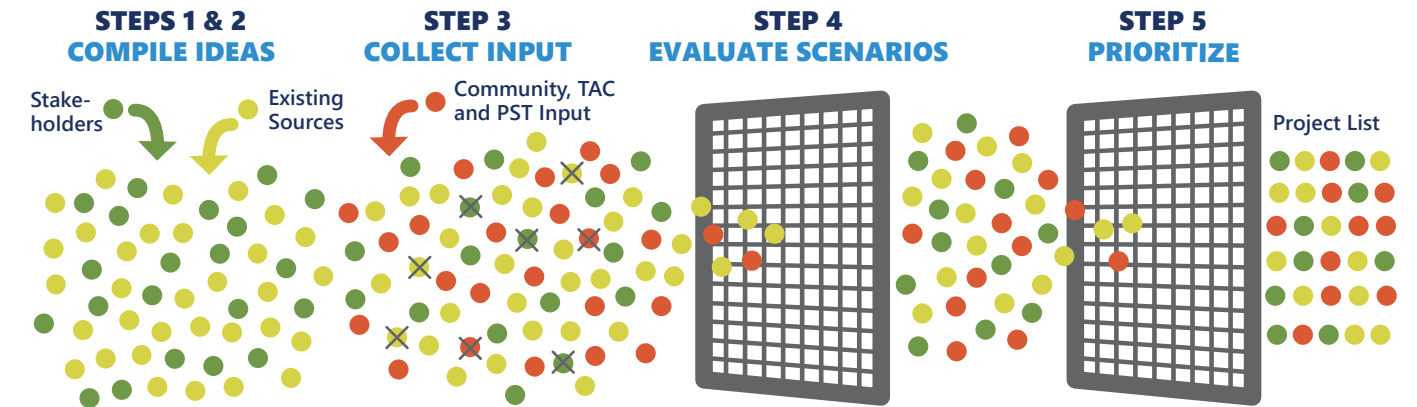 STEPS 1 & 2
COMPILE IDEAS
Stake-
holders
Existing
Sources
STEP 3
COLLECT INPUT
Community, TAC
and PST Input
STEP 4
EVALUATE SCENARIOS
STEP 5
PRIORITIZE
Project List